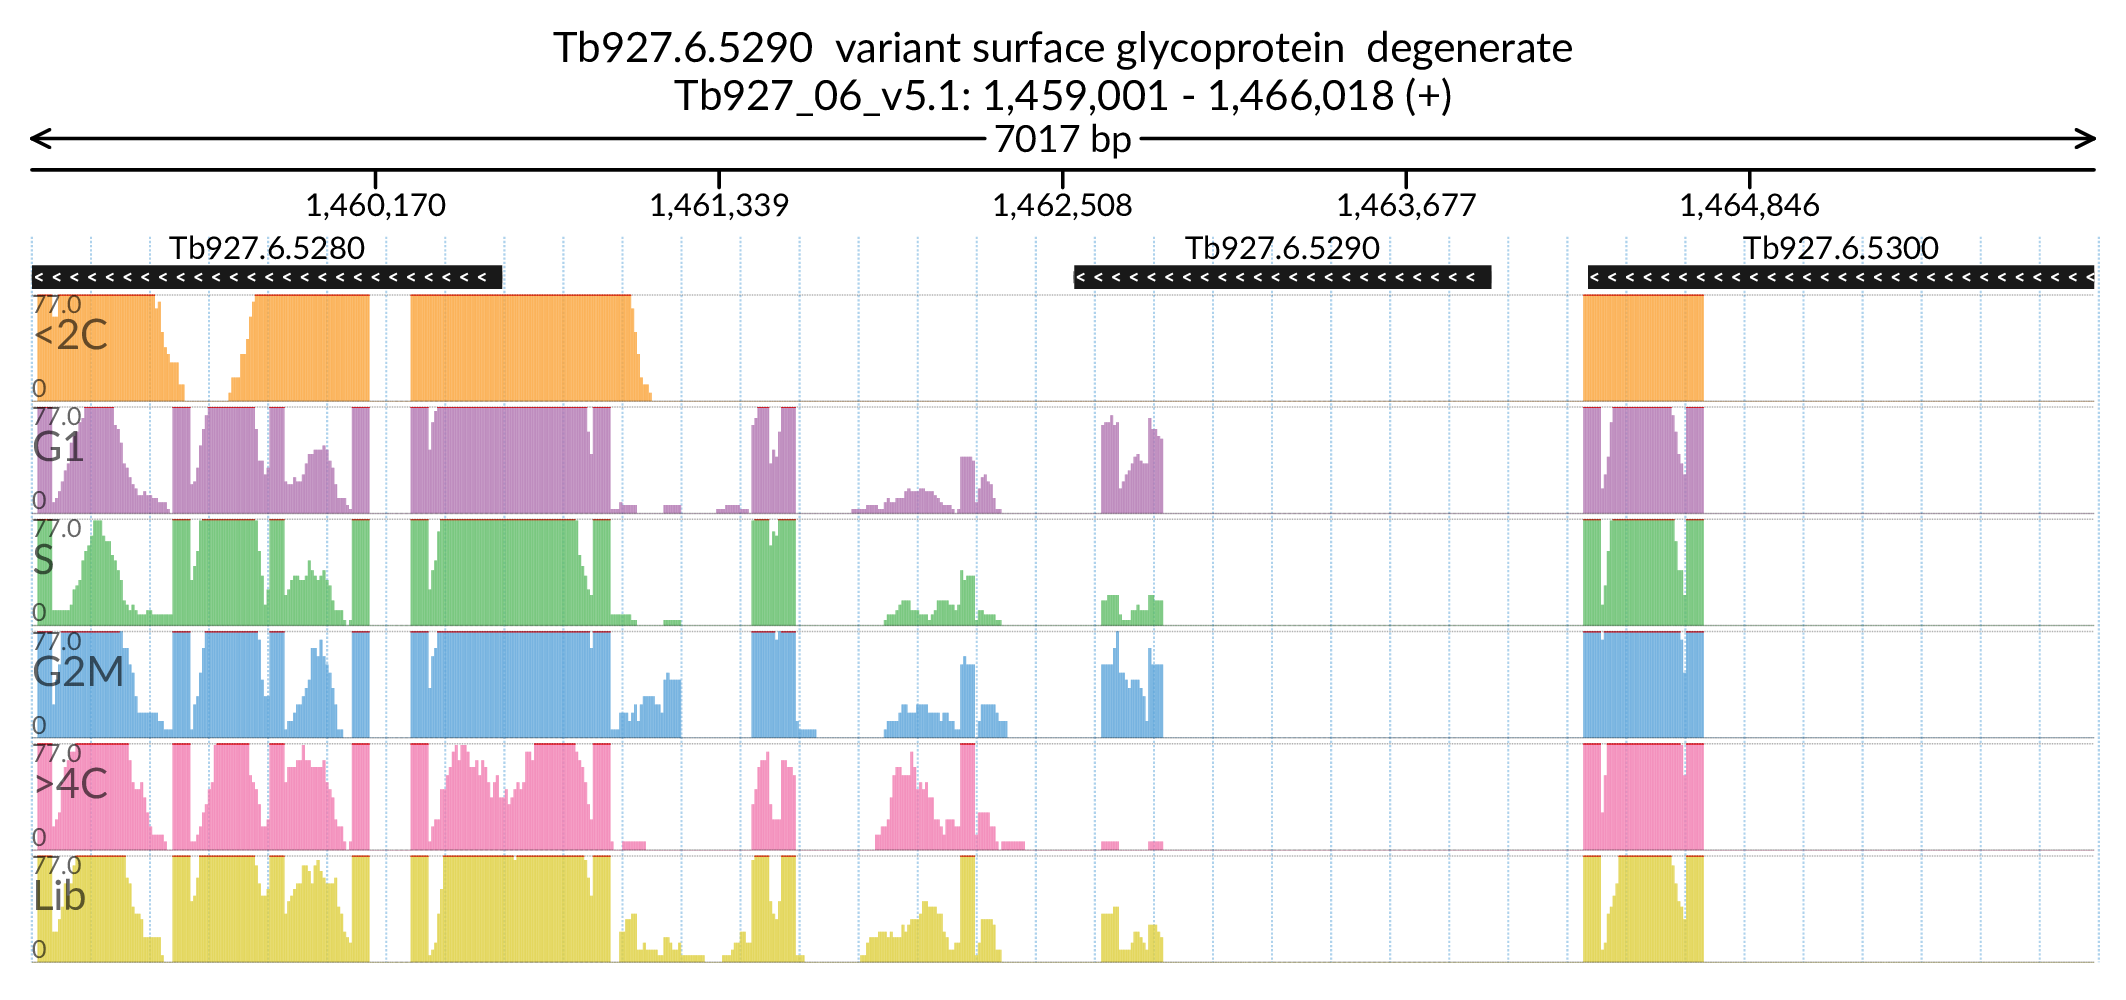 Tb927.6.5290 variant surface glycoprotein degenerate
Tb927_06_v5.1: 1,459,001 - 1,466,018 (+)
7017 bp
1,460,170 1,461,339 1,462,508 1,463,677 1,464,846
Tb927.6.5280 Tb927.6.5290 Tb927.6.5300
77.0
<2C
0
77.0
G1
0
77.0
S
0
77.0
G2M
0
77.0
>4C
0
77.0
Lib
0